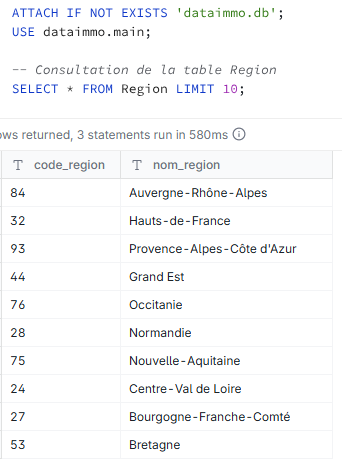 ATTACH IF NOT EXISTS 'dataimmo.db';
USE dataimmo.main;
-- Consultation de la table Region
SELECT * FROM Region LIMIT 10;
ows returned, 3 statements run in 580ms
T code_region T nom_region
84 Auvergne-Rhône-Alpes
32 Hauts-de-France
93 Provence-Alpes-Côte d'Azur
44 Grand Est
76 Occitanie
28 Normandie
75 Nouvelle-Aquitaine
24 Centre-Val de Loire
27 Bourgogne-Franche-Comté
53 Bretagne